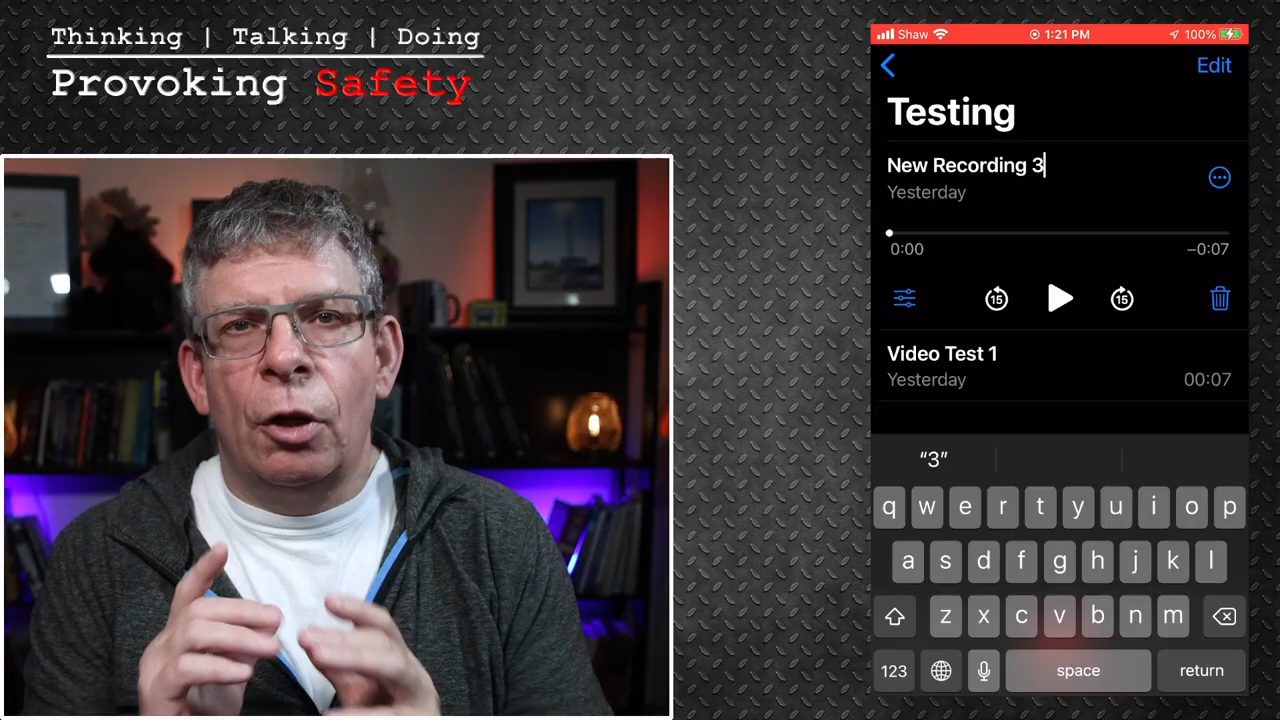 Thinking | Talking | Doing
Provoking Safety
Shaw 1:21 PM 100%
Edit
Testing
New Recording 3
Yesterday
0:00 −0:07
15 15
Video Test 1
Yesterday 00:07
“3”
q w e r t y u i o p
a s d f g h j k l
z x c v b n m
123 space return